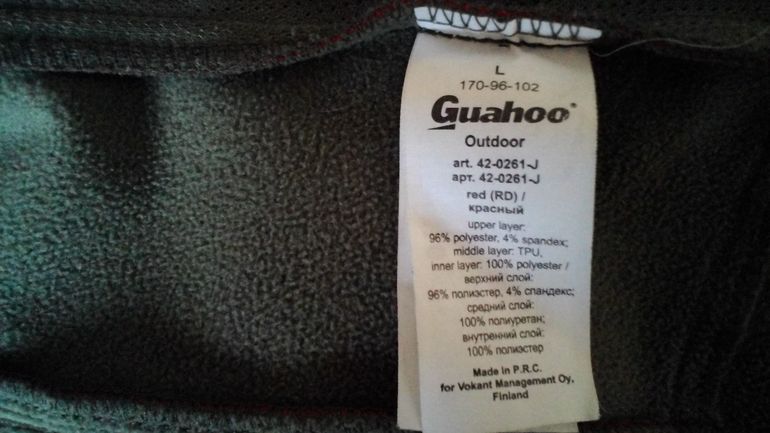 L
170-96-102
Guahoo®
Outdoor
art. 42-0261-J
арт. 42-0261-J
red (RD) /
красный
upper layer:
96% polyester, 4% spandex;
middle layer: TPU,
inner layer: 100% polyester /
верхний слой:
96% полиэстер, 4% спандекс;
средний слой:
100% полиуретан;
внутренний слой:
100% полиэстер
Made in P.R.C.
for Vokant Management Oy,
Finland